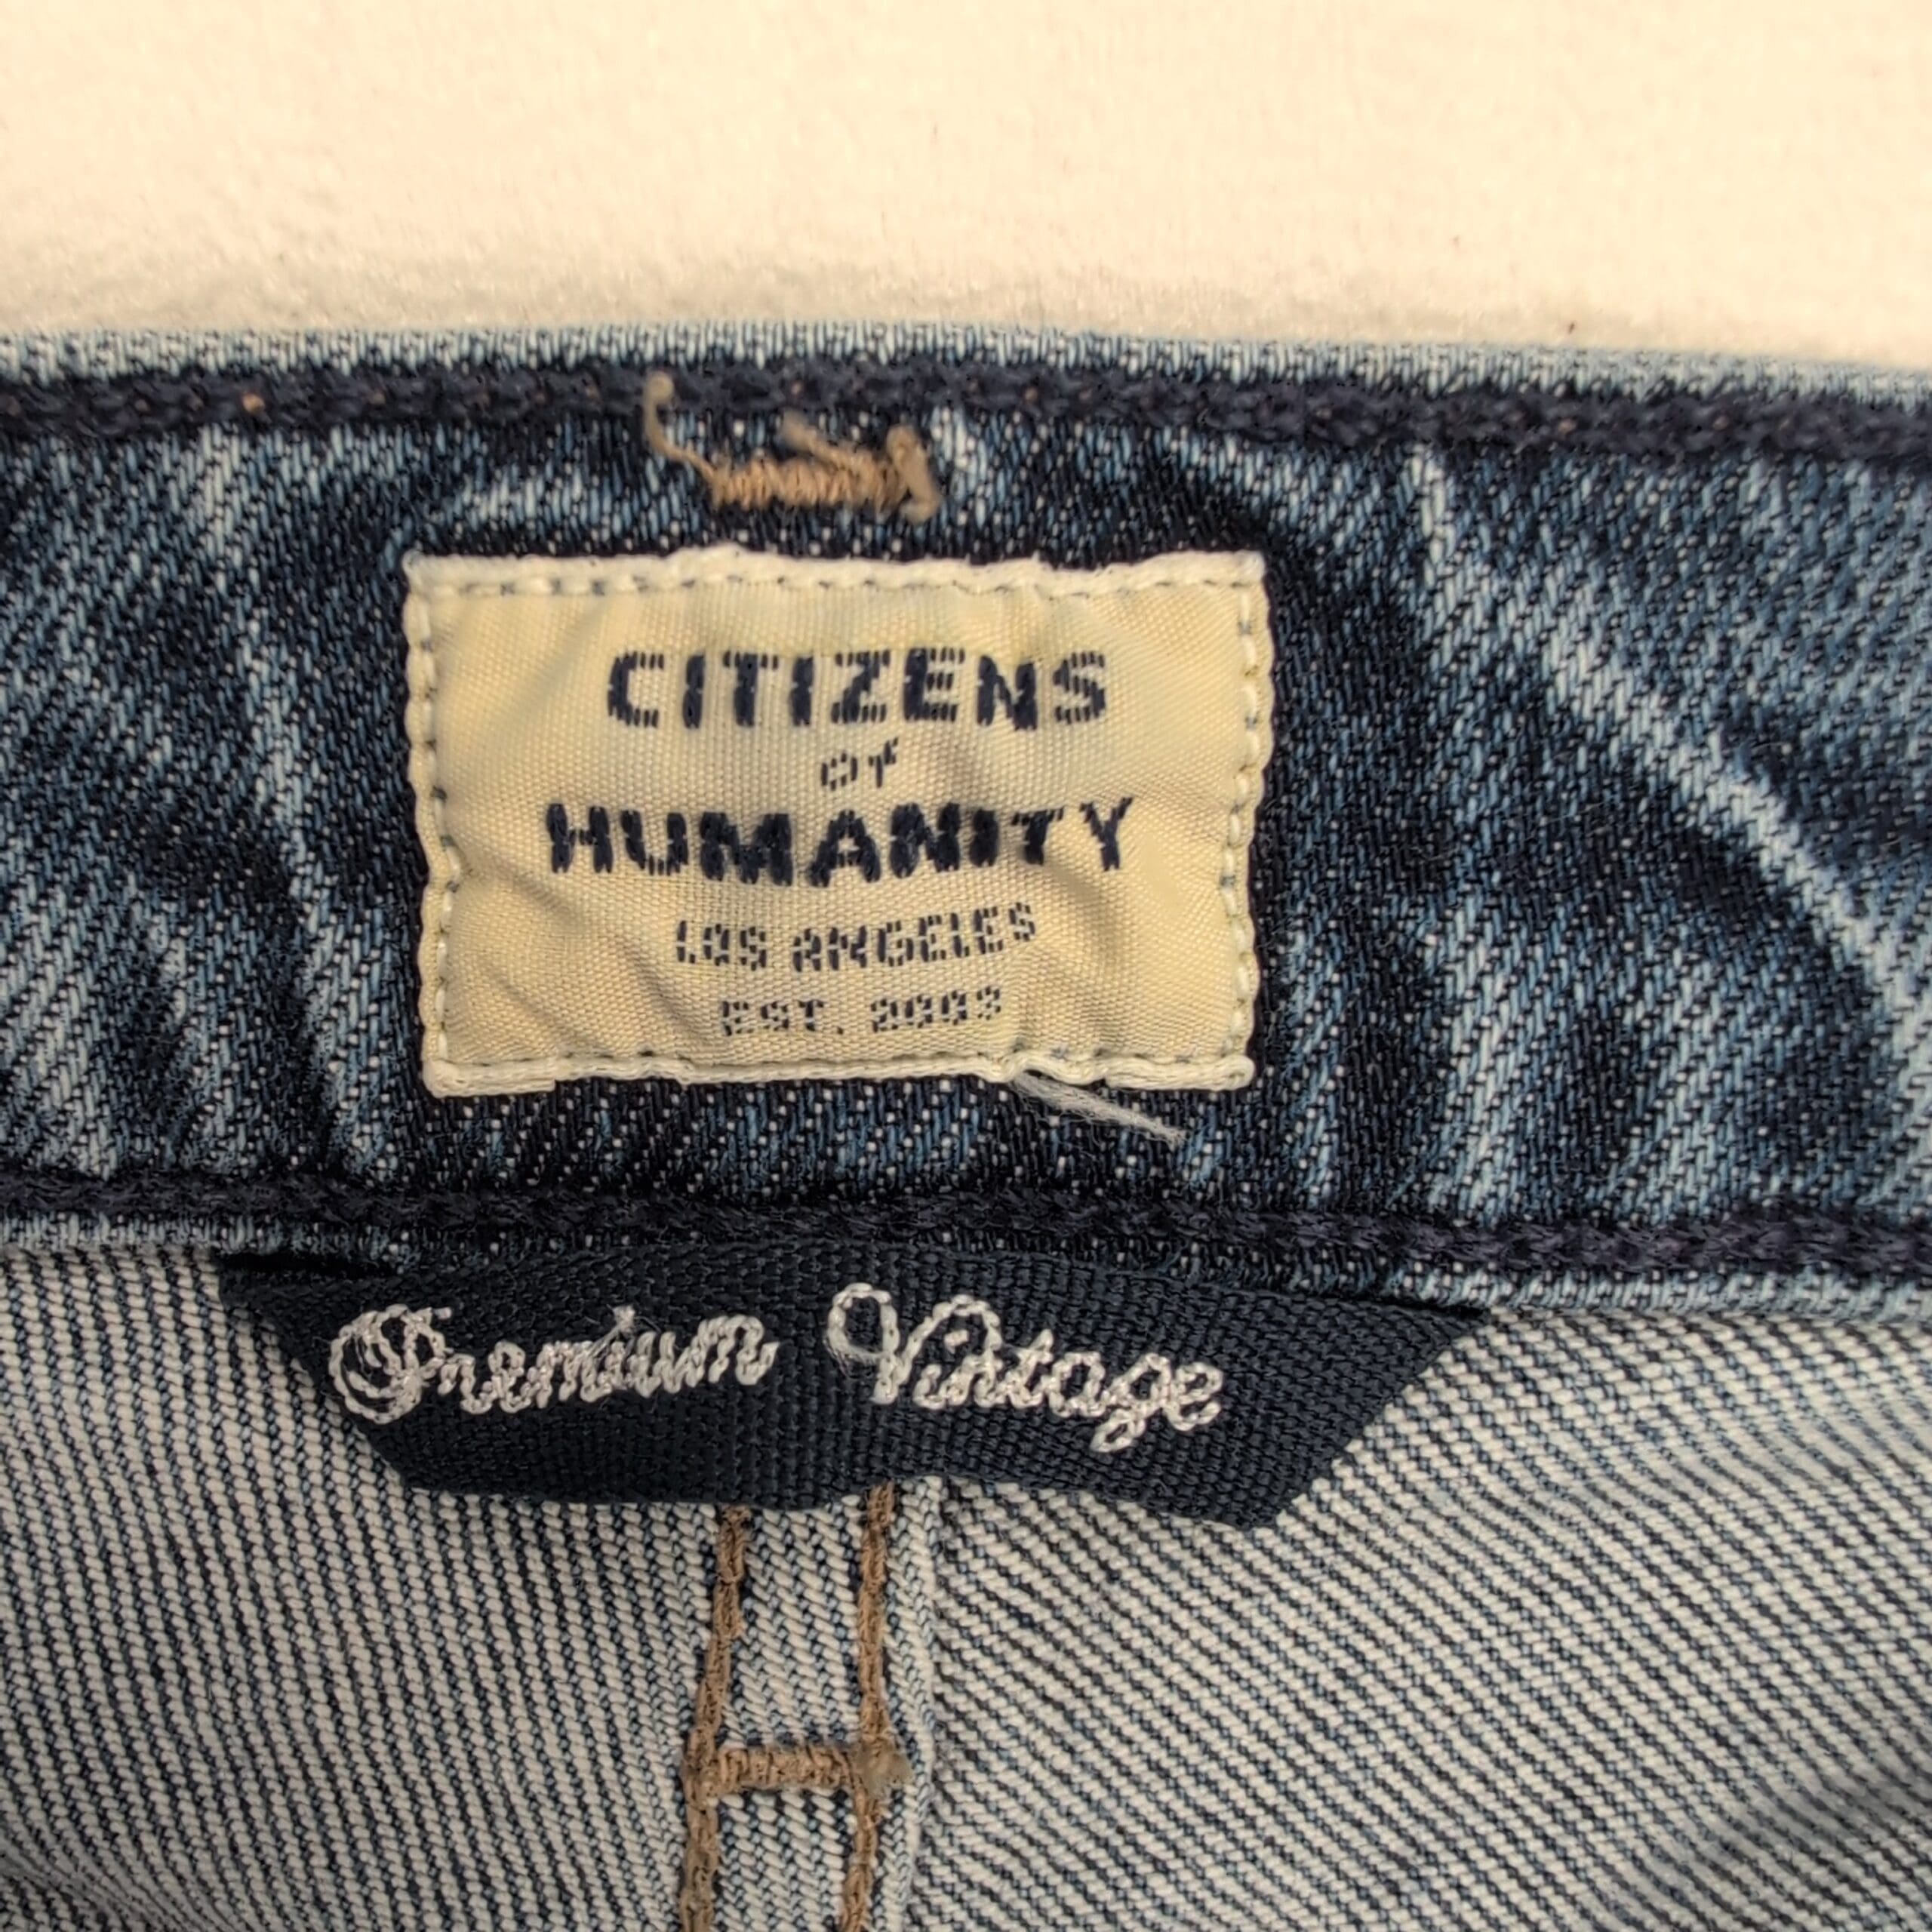 CITIZENS
OF
HUMANITY
LOS ANGELES
EST. 2003
Premium Vintage